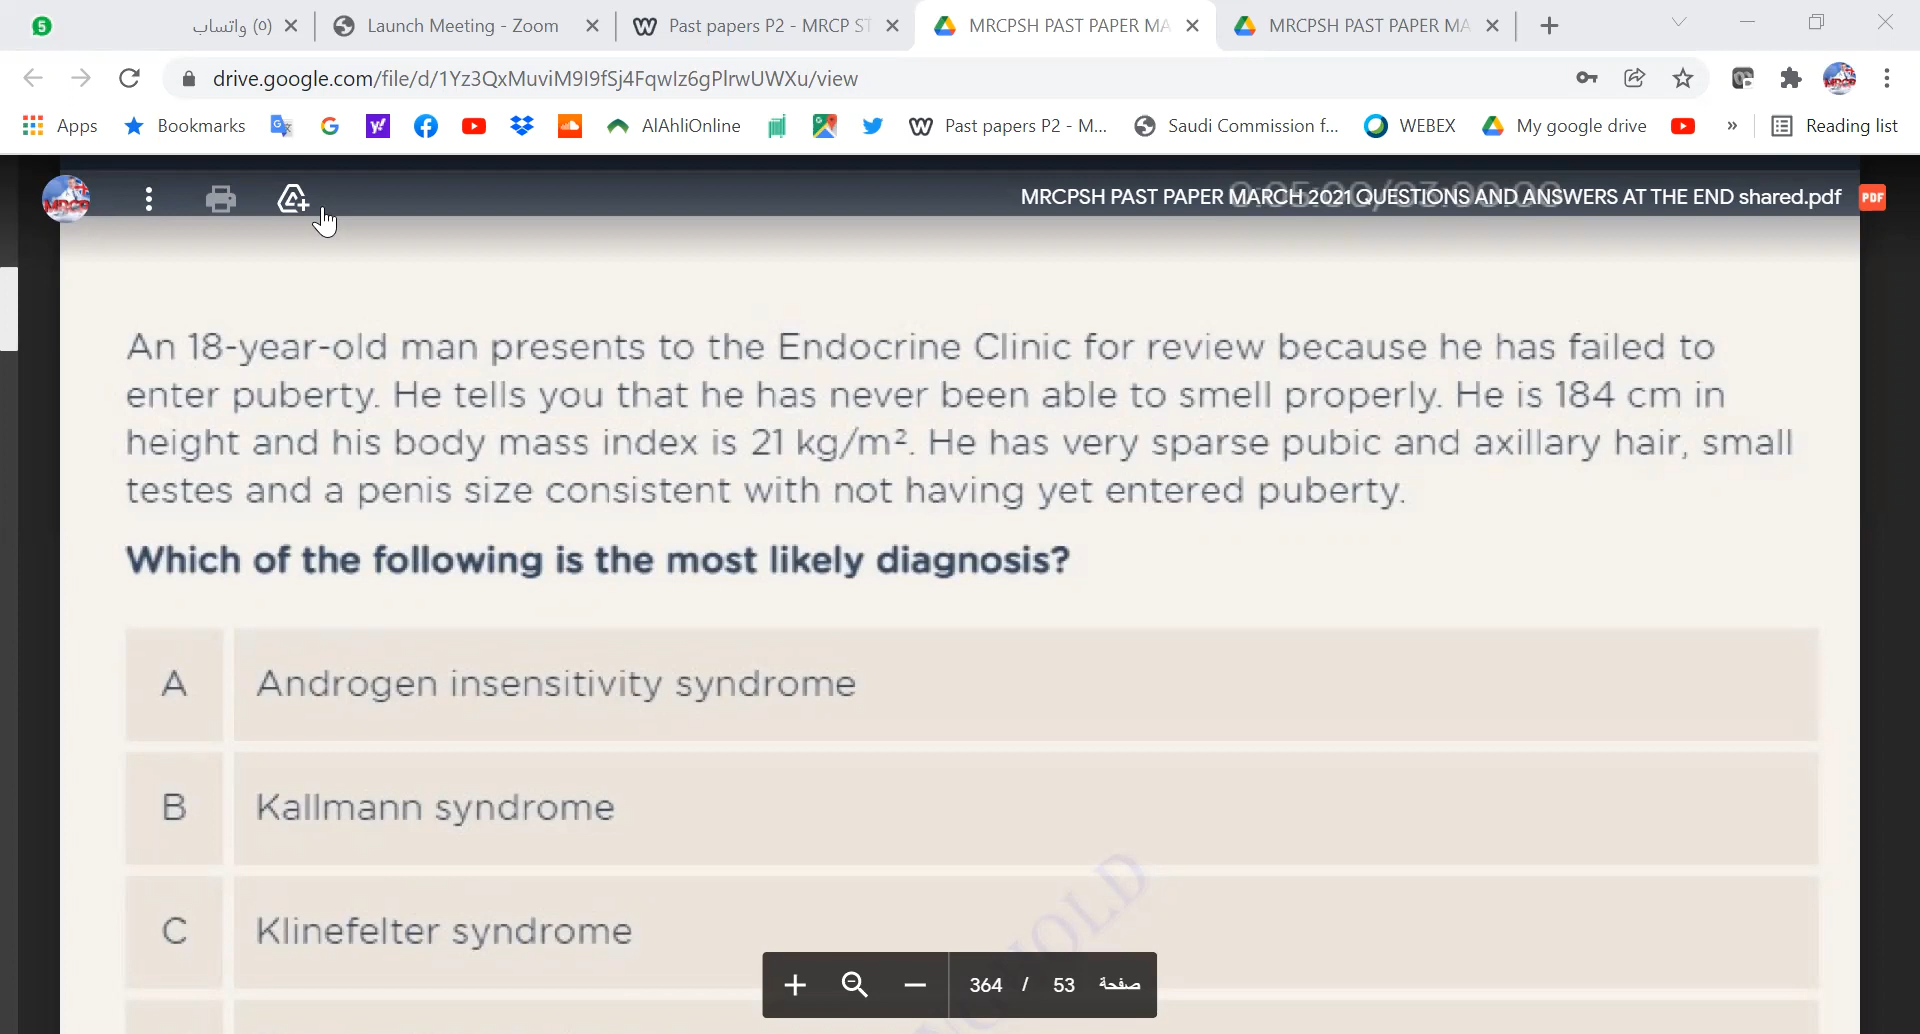 5
واتساب (٥)
Launch Meeting - Zoom
Past papers P2 - MRCP ST
MRCPSH PAST PAPER MA
MRCPSH PAST PAPER MA
drive.google.com/file/d/1Yz3QxMuviM9I9fSj4FqwIz6gPlrwUWXu/view
Apps
Bookmarks
AlAhliOnline
Past papers P2 - M...
Saudi Commission f...
WEBEX
My google drive
»
Reading list
MRCPSH PAST PAPER MARCH 2021 QUESTIONS AND ANSWERS AT THE END shared.pdf
PDF
An 18-year-old man presents to the Endocrine Clinic for review because he has failed to
enter puberty. He tells you that he has never been able to smell properly. He is 184 cm in
height and his body mass index is 21 kg/m². He has very sparse pubic and axillary hair, small
testes and a penis size consistent with not having yet entered puberty.
Which of the following is the most likely diagnosis?
A Androgen insensitivity syndrome
B Kallmann syndrome
C Klinefelter syndrome
صفحة 53 / 364